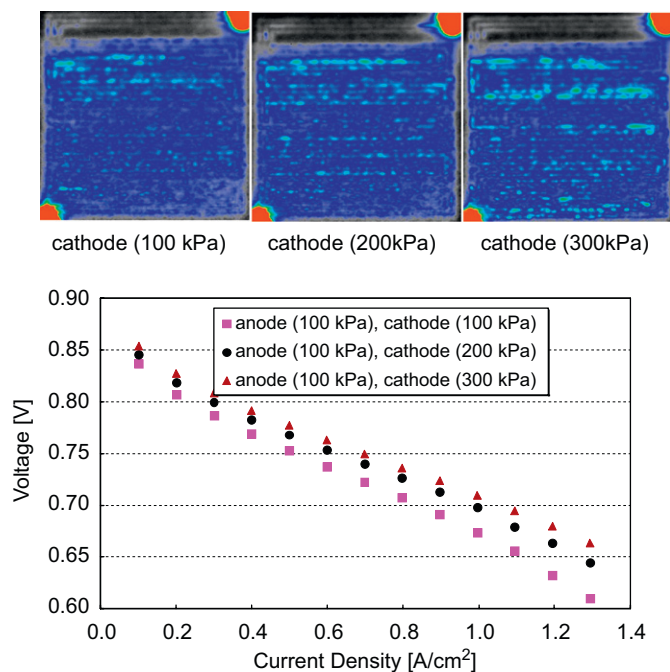 cathode (100 kPa) cathode (200kPa) cathode (300kPa)
0.90
0.85
0.80
0.75
0.70
0.65
0.60
Voltage [V]
anode (100 kPa), cathode (100 kPa)
anode (100 kPa), cathode (200 kPa)
anode (100 kPa), cathode (300 kPa)
0.0 0.2 0.4 0.6 0.8 1.0 1.2 1.4
Current Density [A/cm²]